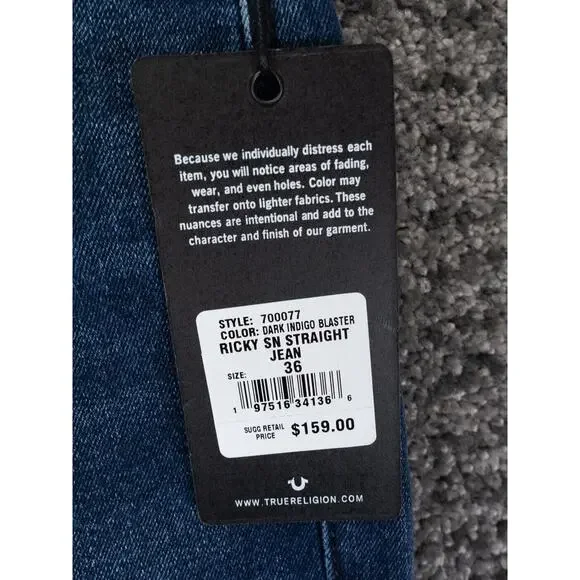 Because we individually distress each
item, you will notice areas of fading,
wear, and even holes. Color may
transfer onto lighter fabrics. These
nuances are intentional and add to the
character and finish of our garment.
STYLE: 700077
COLOR: DARK INDIGO BLASTER
RICKY SN STRAIGHT
JEAN
SIZE: 36
1 97516 34136 6
SUGG RETAIL
PRICE $159.00
WWW.TRUERELIGION.COM